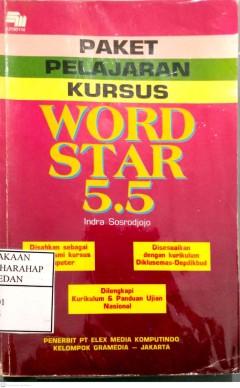 PAKET
PELAJARAN
KURSUS
WORD
STAR
5.5
Indra Sosrodjojo
Disahkan sebagai
kursus
Disesuaikan
dengan kurikulum
Diklusemas-Depdikbud
Dilengkapi
Kurikulum & Panduan Ujian
Nasional
AKAAN
HARAHAP
EDAN
01
PENERBIT PT ELEX MEDIA KOMPUTINDO
KELOMPOK GRAMEDIA – JAKARTA